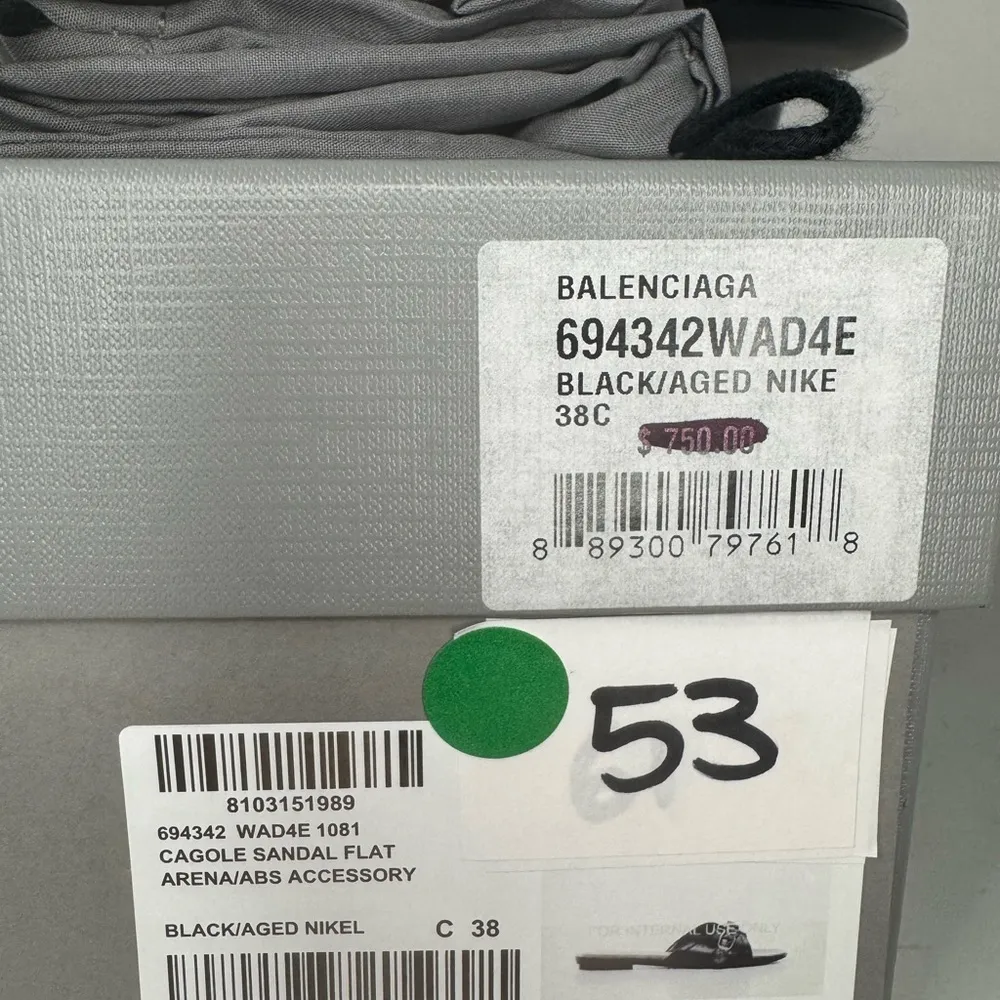 BALENCIAGA
694342WAD4E
BLACK/AGED NIKE
38C
$ 750.00
8 89300 79761 8
53
8103151989
694342 WAD4E 1081
CAGOLE SANDAL FLAT
ARENA/ABS ACCESSORY
BLACK/AGED NIKEL C 38
FOR INTERNAL USE ONLY